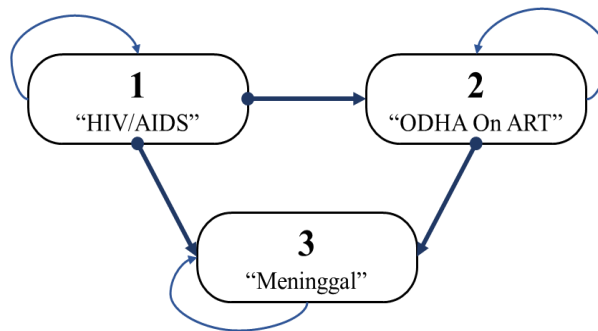 1
“HIV/AIDS”
2
“ODHA On ART”
3
“Meninggal”